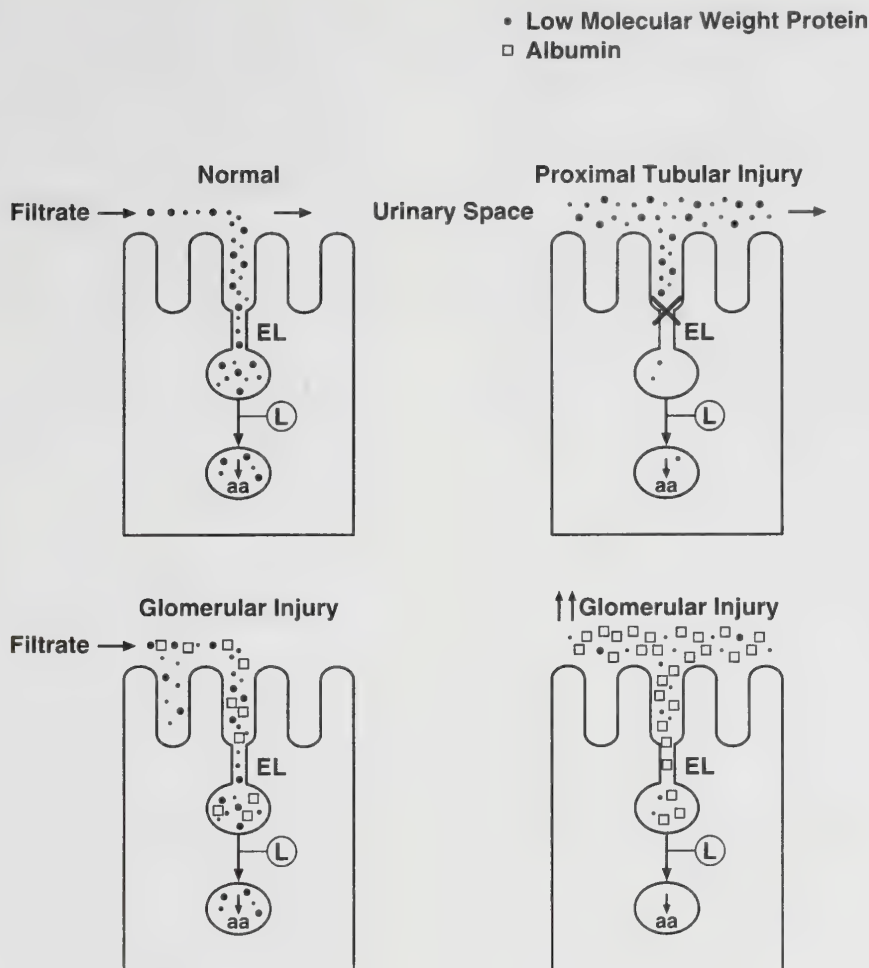 • Low Molecular Weight Protein
□ Albumin
Normal
Filtrate
Proximal Tubular Injury
Urinary Space
EL
L
aa
EL
L
aa
Glomerular Injury
Filtrate
↑↑Glomerular Injury
EL
L
aa
EL
L
aa